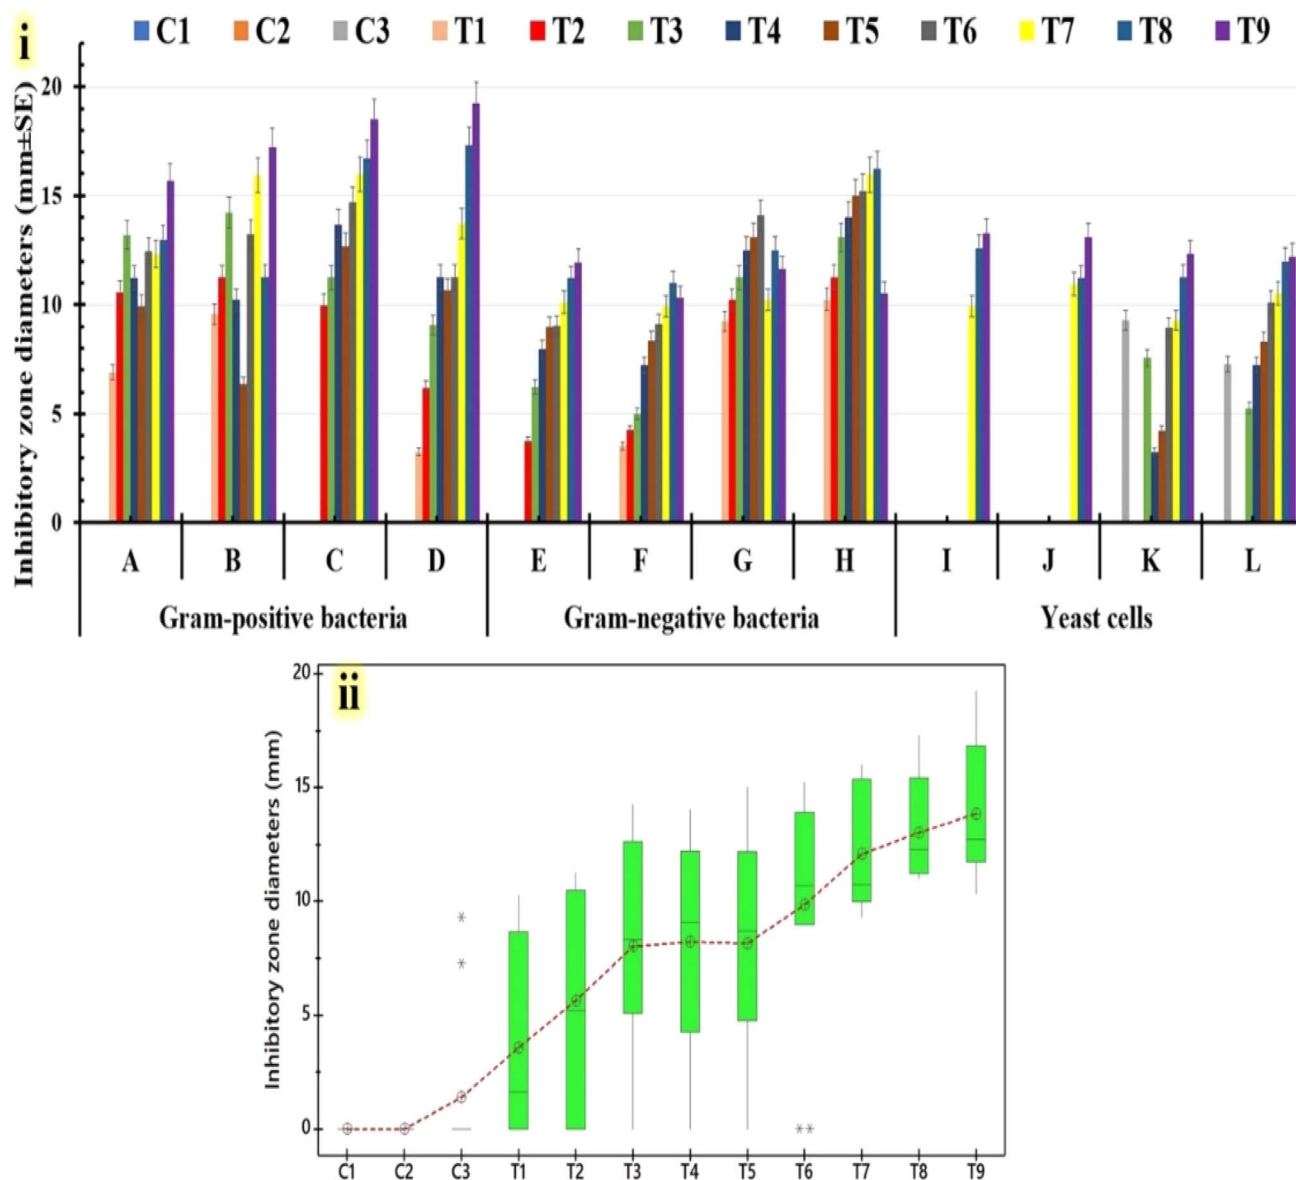 i
C1 C2 C3 T1 T2 T3 T4 T5 T6 T7 T8 T9
Inhibitory zone diameters (mm±SE)
20
15
10
5
0
A B C D E F G H I J K L
Gram-positive bacteria Gram-negative bacteria Yeast cells
ii
Inhibitory zone diameters (mm)
20
15
10
5
0
C1 C2 C3 T1 T2 T3 T4 T5 T6 T7 T8 T9